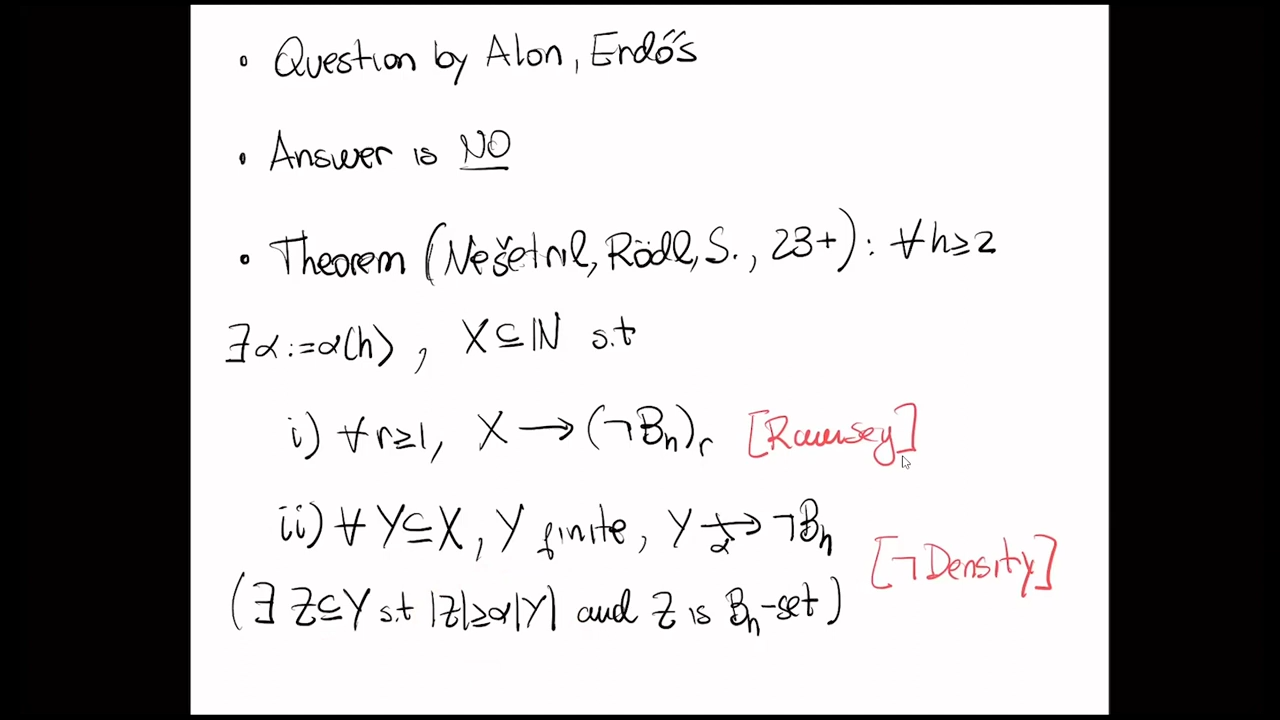 • Question by Alon, Erdős
• Answer is NO
• Theorem (Nešetřil, Rödl, S., 23+): ∀h≥2
∃α:=α(h), X⊆ℕ s.t
i) ∀r≥1, X ⟶ (¬B_h)_r [Ramsey]
ii) ∀Y⊆X, Y finite, Y ↛_α ¬B_h
[¬Density]
(∃ Z⊆Y s.t |Z|≥α|Y| and Z is B_h-set)